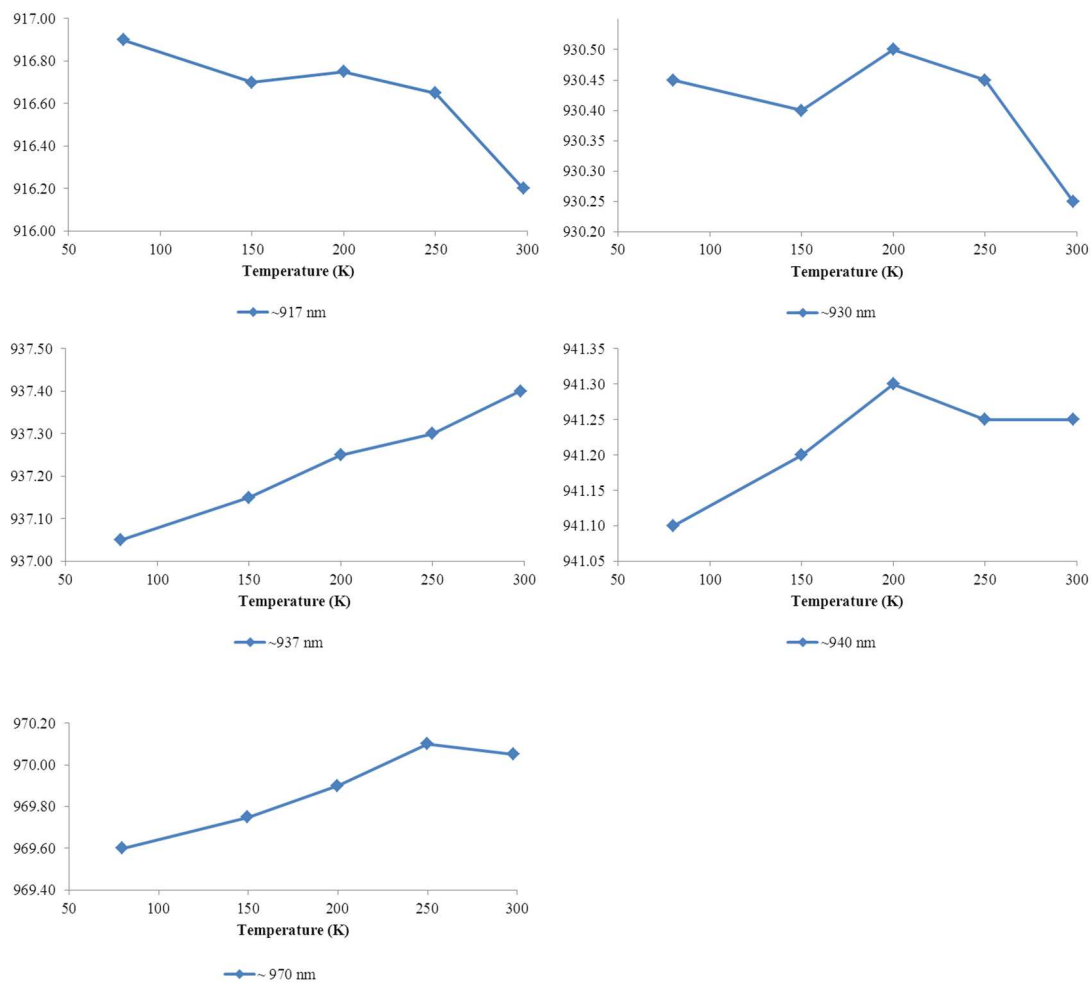 917.00
916.80
916.60
916.40
916.20
916.00
50 100 150 200 250 300
Temperature (K)
~917 nm
930.50
930.45
930.40
930.35
930.30
930.25
930.20
50 100 150 200 250 300
Temperature (K)
~930 nm
937.50
937.40
937.30
937.20
937.10
937.00
50 100 150 200 250 300
Temperature (K)
~937 nm
941.35
941.30
941.25
941.20
941.15
941.10
941.05
50 100 150 200 250 300
Temperature (K)
~940 nm
970.20
970.00
969.80
969.60
969.40
50 100 150 200 250 300
Temperature (K)
~ 970 nm